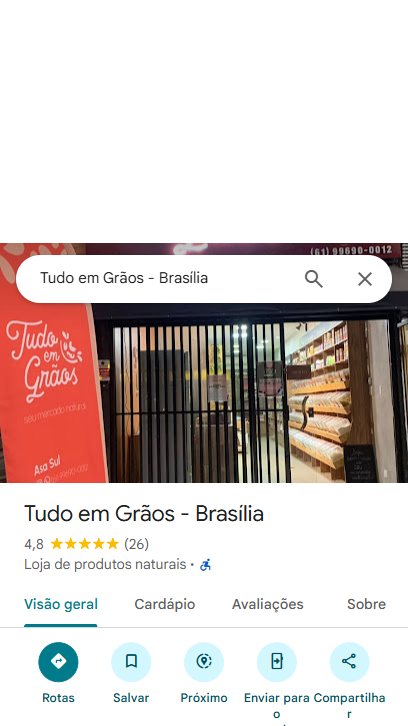 (61) 99690-0012
Tudo em Grãos - Brasília
Tudo
em
Grãos
seu mercado natural
Asa Sul
Tudo em Grãos - Brasília
4,8 ★★★★★ (26)
Loja de produtos naturais ·
Visão geral Cardápio Avaliações Sobre
Rotas Salvar Próximo Enviar para o Compartilhar